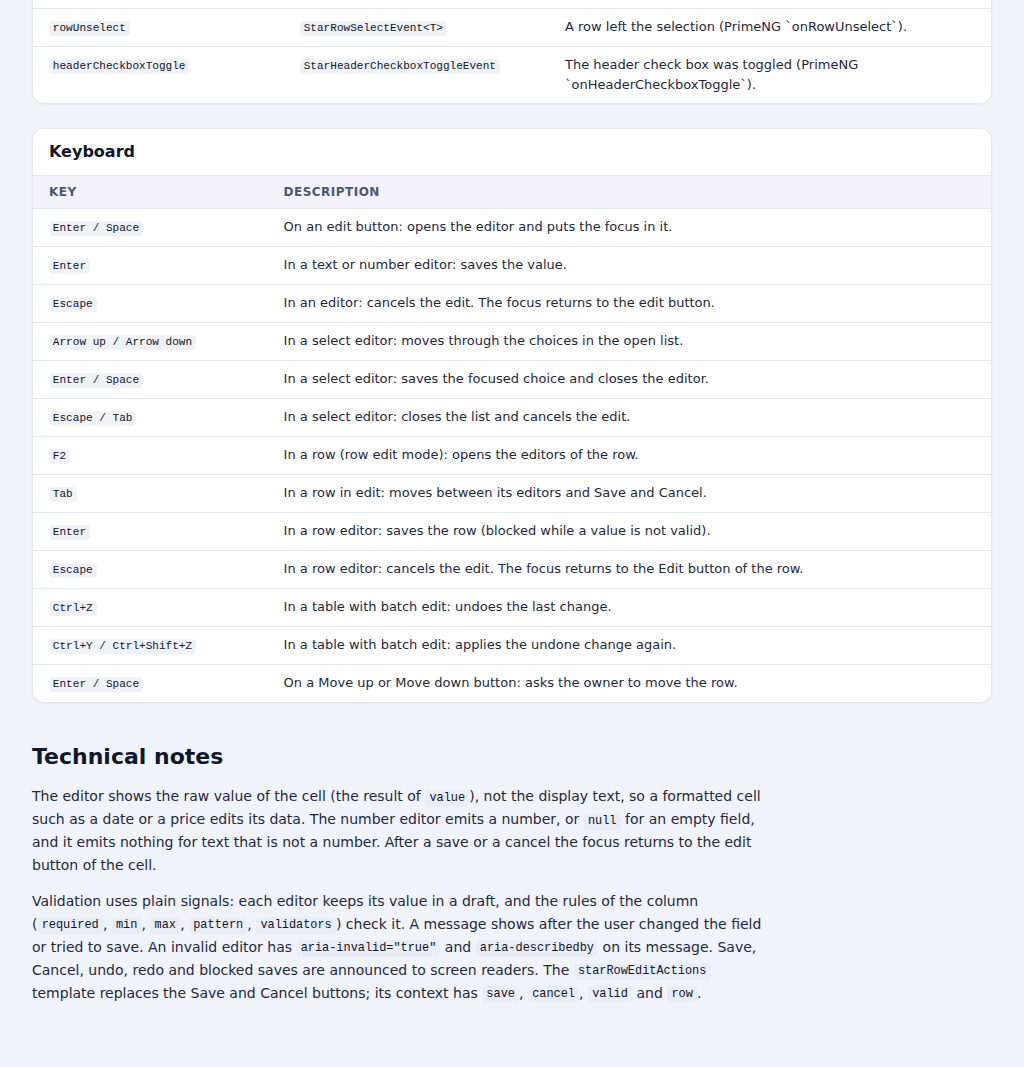 rowUnselect StarRowSelectEvent<T> A row left the selection (PrimeNG `onRowUnselect`).
headerCheckboxToggle StarHeaderCheckboxToggleEvent The header check box was toggled (PrimeNG
`onHeaderCheckboxToggle`).
Keyboard
KEY DESCRIPTION
Enter / Space On an edit button: opens the editor and puts the focus in it.
Enter In a text or number editor: saves the value.
Escape In an editor: cancels the edit. The focus returns to the edit button.
Arrow up / Arrow down In a select editor: moves through the choices in the open list.
Enter / Space In a select editor: saves the focused choice and closes the editor.
Escape / Tab In a select editor: closes the list and cancels the edit.
F2 In a row (row edit mode): opens the editors of the row.
Tab In a row in edit: moves between its editors and Save and Cancel.
Enter In a row editor: saves the row (blocked while a value is not valid).
Escape In a row editor: cancels the edit. The focus returns to the Edit button of the row.
Ctrl+Z In a table with batch edit: undoes the last change.
Ctrl+Y / Ctrl+Shift+Z In a table with batch edit: applies the undone change again.
Enter / Space On a Move up or Move down button: asks the owner to move the row.
Technical notes
The editor shows the raw value of the cell (the result of value), not the display text, so a formatted cell
such as a date or a price edits its data. The number editor emits a number, or null for an empty field,
and it emits nothing for text that is not a number. After a save or a cancel the focus returns to the edit
button of the cell.
Validation uses plain signals: each editor keeps its value in a draft, and the rules of the column
(required, min, max, pattern, validators) check it. A message shows after the user changed the field
or tried to save. An invalid editor has aria-invalid="true" and aria-describedby on its message. Save,
Cancel, undo, redo and blocked saves are announced to screen readers. The starRowEditActions
template replaces the Save and Cancel buttons; its context has save, cancel, valid and row.